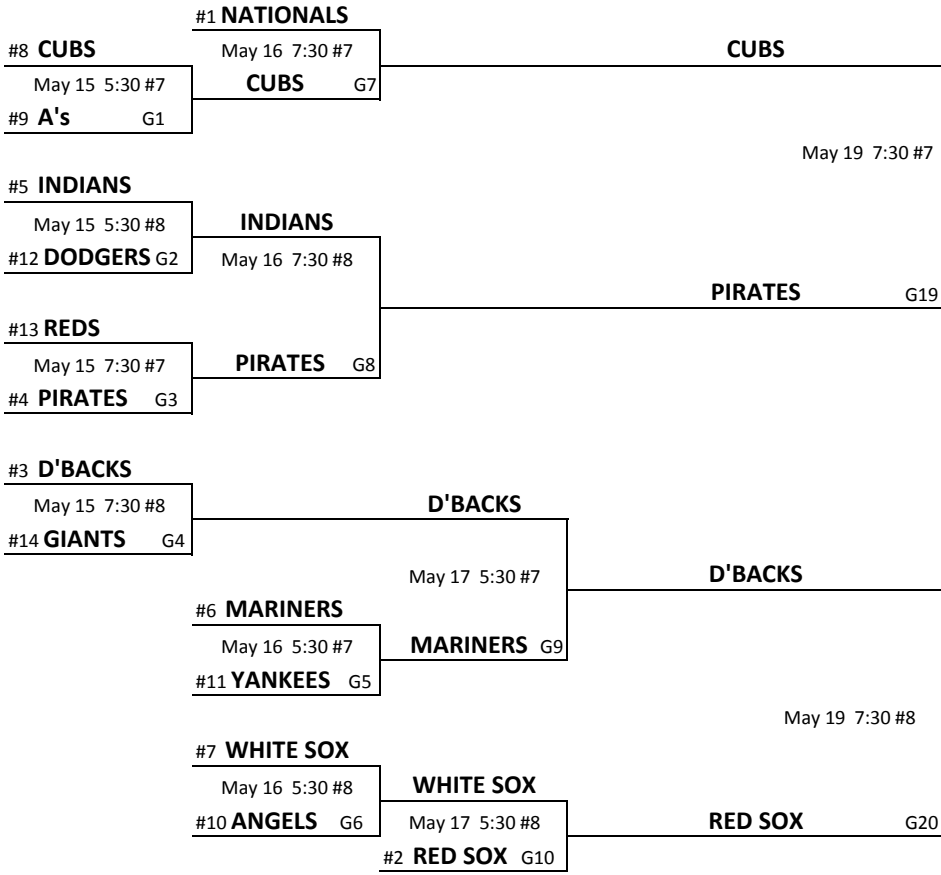 #1 NATIONALS
#8 CUBS
May 16 7:30 #7
CUBS
May 15 5:30 #7
CUBS G7
#9 A's G1
May 19 7:30 #7
#5 INDIANS
May 15 5:30 #8
INDIANS
#12 DODGERS G2
May 16 7:30 #8
PIRATES G19
#13 REDS
May 15 7:30 #7
PIRATES G8
#4 PIRATES G3
#3 D'BACKS
May 15 7:30 #8
D'BACKS
#14 GIANTS G4
May 17 5:30 #7
D'BACKS
#6 MARINERS
May 16 5:30 #7
MARINERS G9
#11 YANKEES G5
May 19 7:30 #8
#7 WHITE SOX
May 16 5:30 #8
WHITE SOX
#10 ANGELS G6
May 17 5:30 #8
RED SOX G20
#2 RED SOX G10